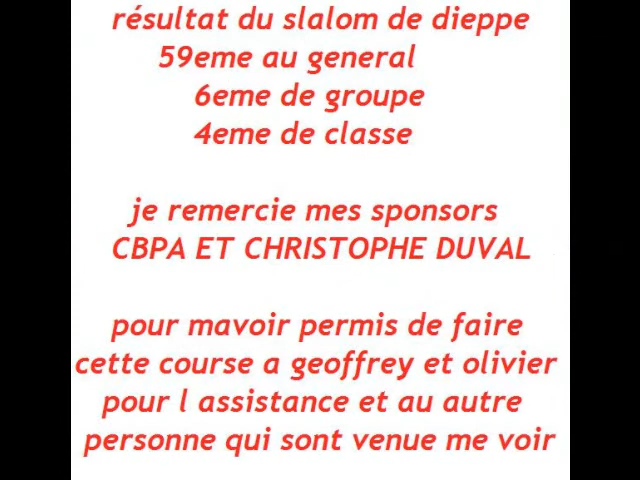 résultat du slalom de dieppe
59eme au general
6eme de groupe
4eme de classe
je remercie mes sponsors
CBPA ET CHRISTOPHE DUVAL
pour mavoir permis de faire
cette course a geoffrey et olivier
pour l assistance et au autre
personne qui sont venue me voir